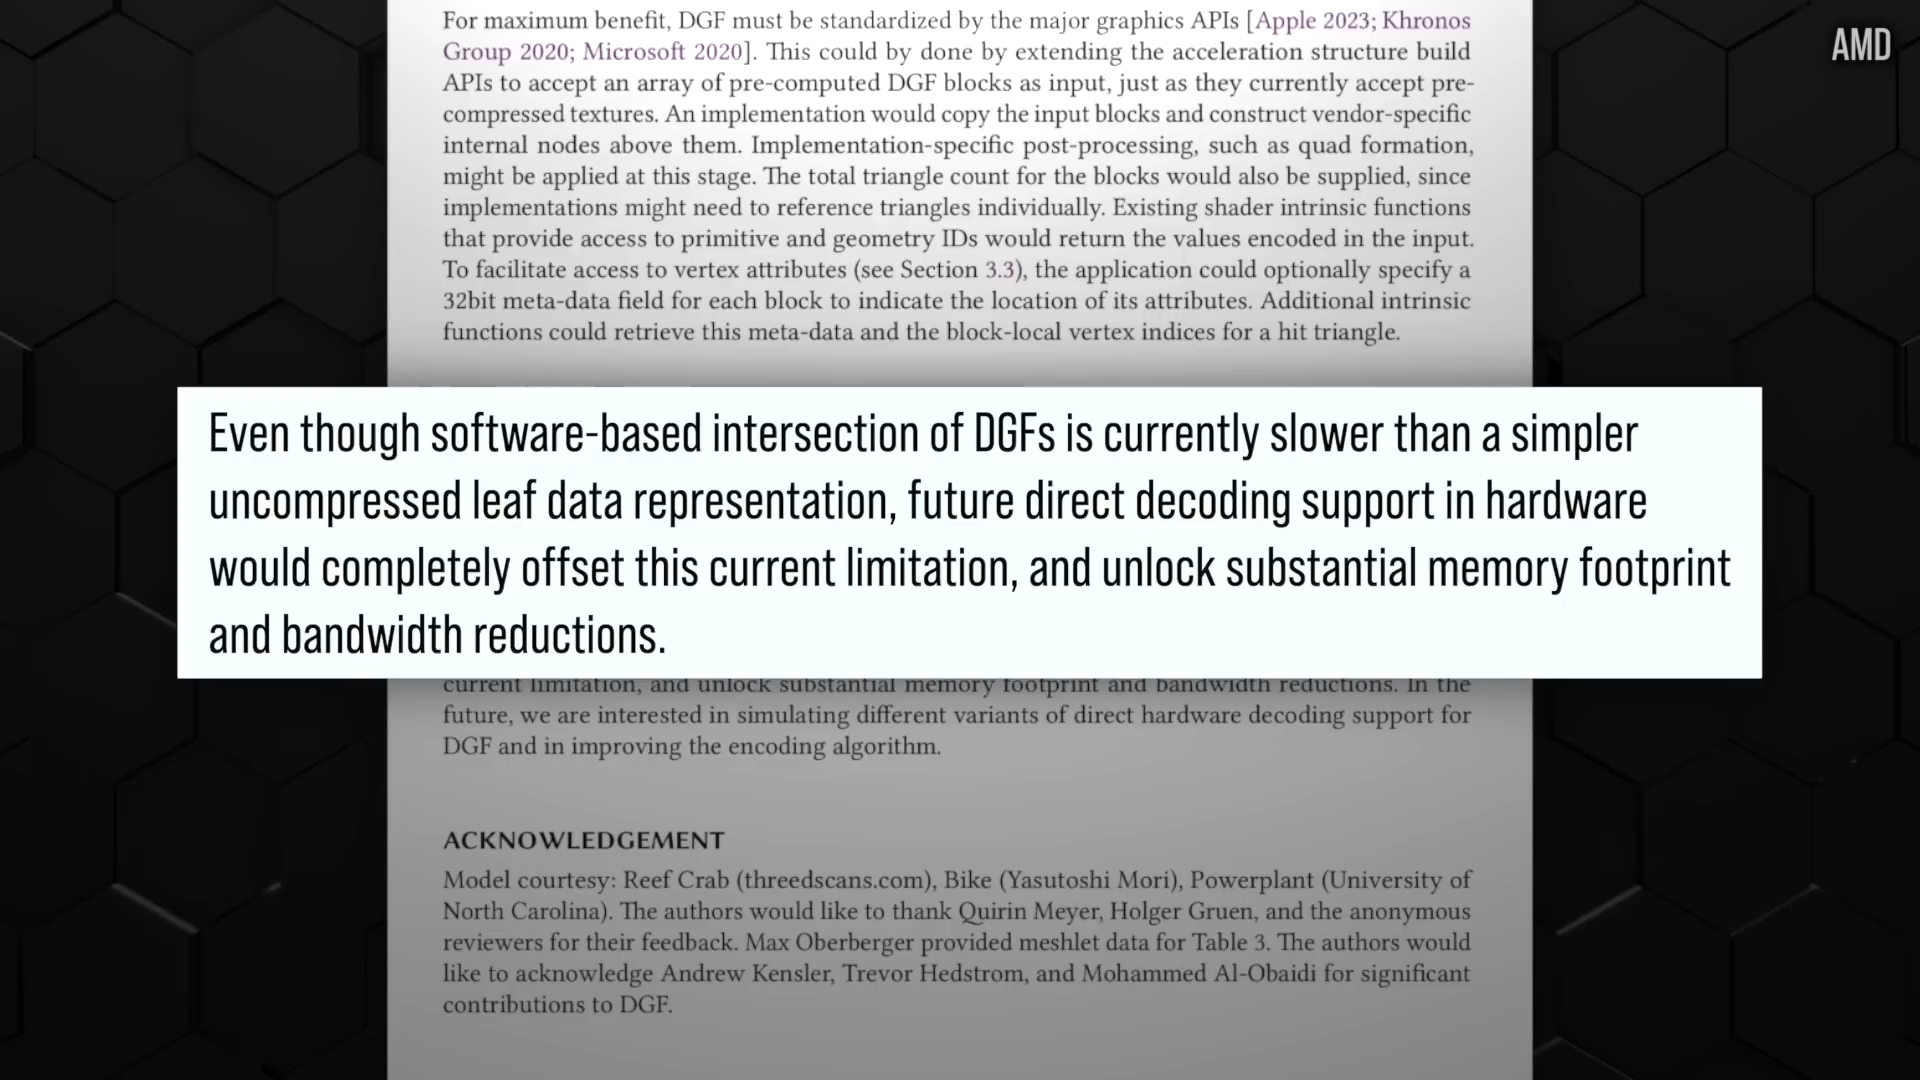 AMD
For maximum benefit, DGF must be standardized by the major graphics APIs [Apple 2023; Khronos
Group 2020; Microsoft 2020]. This could by done by extending the acceleration structure build
APIs to accept an array of pre-computed DGF blocks as input, just as they currently accept pre-
compressed textures. An implementation would copy the input blocks and construct vendor-specific
internal nodes above them. Implementation-specific post-processing, such as quad formation,
might be applied at this stage. The total triangle count for the blocks would also be supplied, since
implementations might need to reference triangles individually. Existing shader intrinsic functions
that provide access to primitive and geometry IDs would return the values encoded in the input.
To facilitate access to vertex attributes (see Section 3.3), the application could optionally specify a
32bit meta-data field for each block to indicate the location of its attributes. Additional intrinsic
functions could retrieve this meta-data and the block-local vertex indices for a hit triangle.
Even though software-based intersection of DGFs is currently slower than a simpler
uncompressed leaf data representation, future direct decoding support in hardware
would completely offset this current limitation, and unlock substantial memory footprint
and bandwidth reductions.
current limitation, and unlock substantial memory footprint and bandwidth reductions. In the
future, we are interested in simulating different variants of direct hardware decoding support for
DGF and in improving the encoding algorithm.
ACKNOWLEDGEMENT
Model courtesy: Reef Crab (threedscans.com), Bike (Yasutoshi Mori), Powerplant (University of
North Carolina). The authors would like to thank Quirin Meyer, Holger Gruen, and the anonymous
reviewers for their feedback. Max Oberberger provided meshlet data for Table 3. The authors would
like to acknowledge Andrew Kensler, Trevor Hedstrom, and Mohammed Al-Obaidi for significant
contributions to DGF.